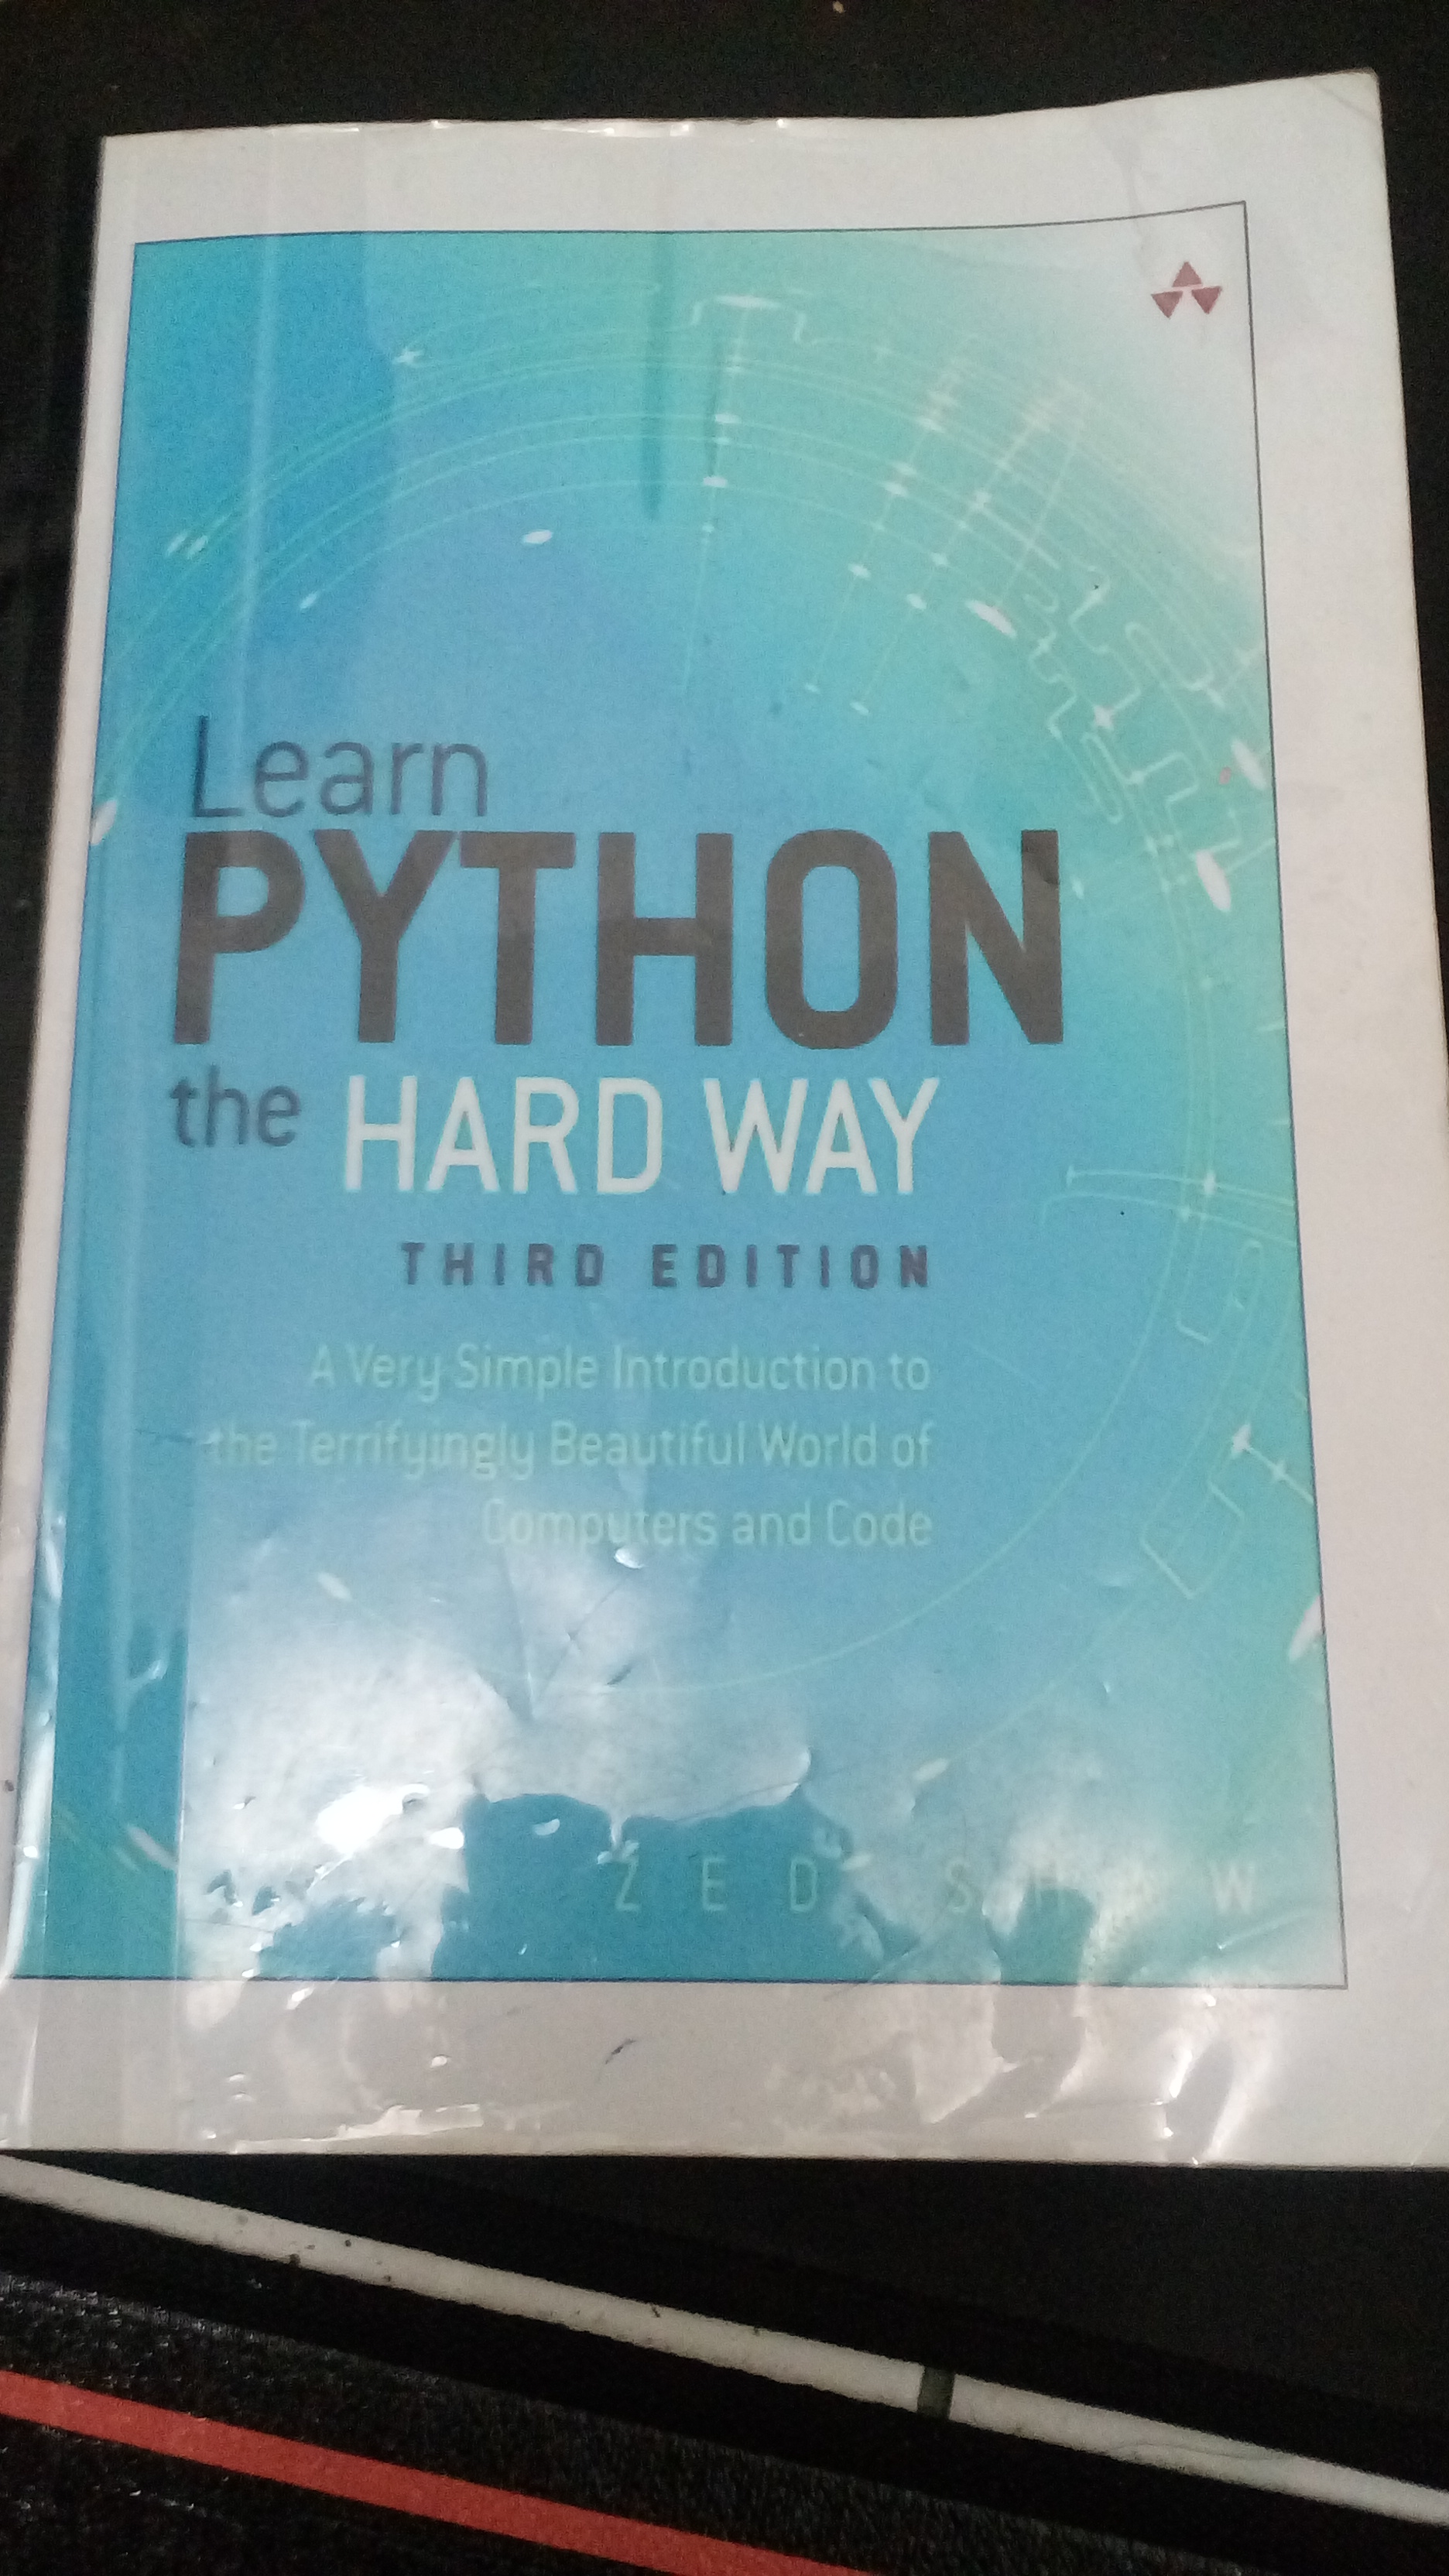 Learn
PYTHON
the HARD WAY
THIRD EDITION
A Very Simple Introduction to
the Terrifyingly Beautiful World of
Computers and Code
ZED SHAW